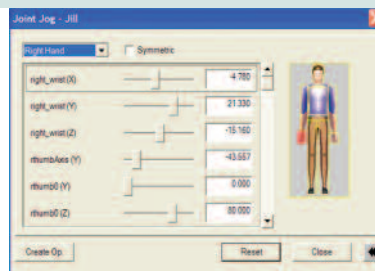 Joint Jog - Jill
Right Hand Symmetric
right_wrist (X) -4.780
right_wrist (Y) 21.330
right_wrist (Z) -15.160
rthumbAxis (Y) -43.557
rthumb0 (Y) 0.000
rthumb0 (Z) 80.000
Create Op. Reset Close